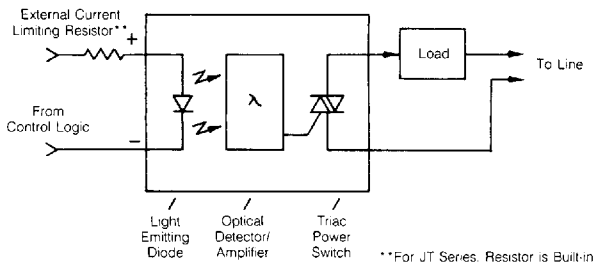 External Current
Limiting Resistor**
+
Load
To Line
λ
From
Control Logic
−
Light
Emitting
Diode
Optical
Detector/
Amplifier
Triac
Power
Switch
**For JT Series, Resistor is Built-in